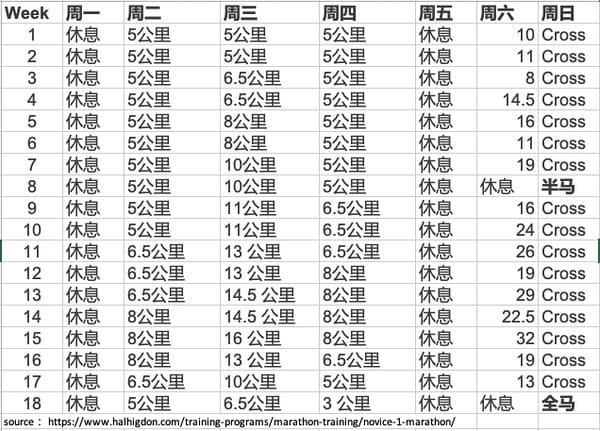 Week 周一 周二 周三 周四 周五 周六 周日
1 休息 5公里 5公里 5公里 休息 10 Cross
2 休息 5公里 5公里 5公里 休息 11 Cross
3 休息 5公里 6.5公里 5公里 休息 8 Cross
4 休息 5公里 6.5公里 5公里 休息 14.5 Cross
5 休息 5公里 8公里 5公里 休息 16 Cross
6 休息 5公里 8公里 5公里 休息 11 Cross
7 休息 5公里 10公里 5公里 休息 19 Cross
8 休息 5公里 10公里 5公里 休息 休息 半马
9 休息 5公里 11公里 6.5公里 休息 16 Cross
10 休息 5公里 11公里 6.5公里 休息 24 Cross
11 休息 6.5公里 13 公里 6.5公里 休息 26 Cross
12 休息 6.5公里 13 公里 8公里 休息 19 Cross
13 休息 6.5公里 14.5 公里 8公里 休息 29 Cross
14 休息 8公里 14.5 公里 8公里 休息 22.5 Cross
15 休息 8公里 16 公里 8公里 休息 32 Cross
16 休息 8公里 13 公里 6.5公里 休息 19 Cross
17 休息 6.5公里 10公里 5公里 休息 13 Cross
18 休息 5公里 6.5公里 3 公里 休息 休息 全马
source： https://www.halhigdon.com/training-programs/marathon-training/novice-1-marathon/